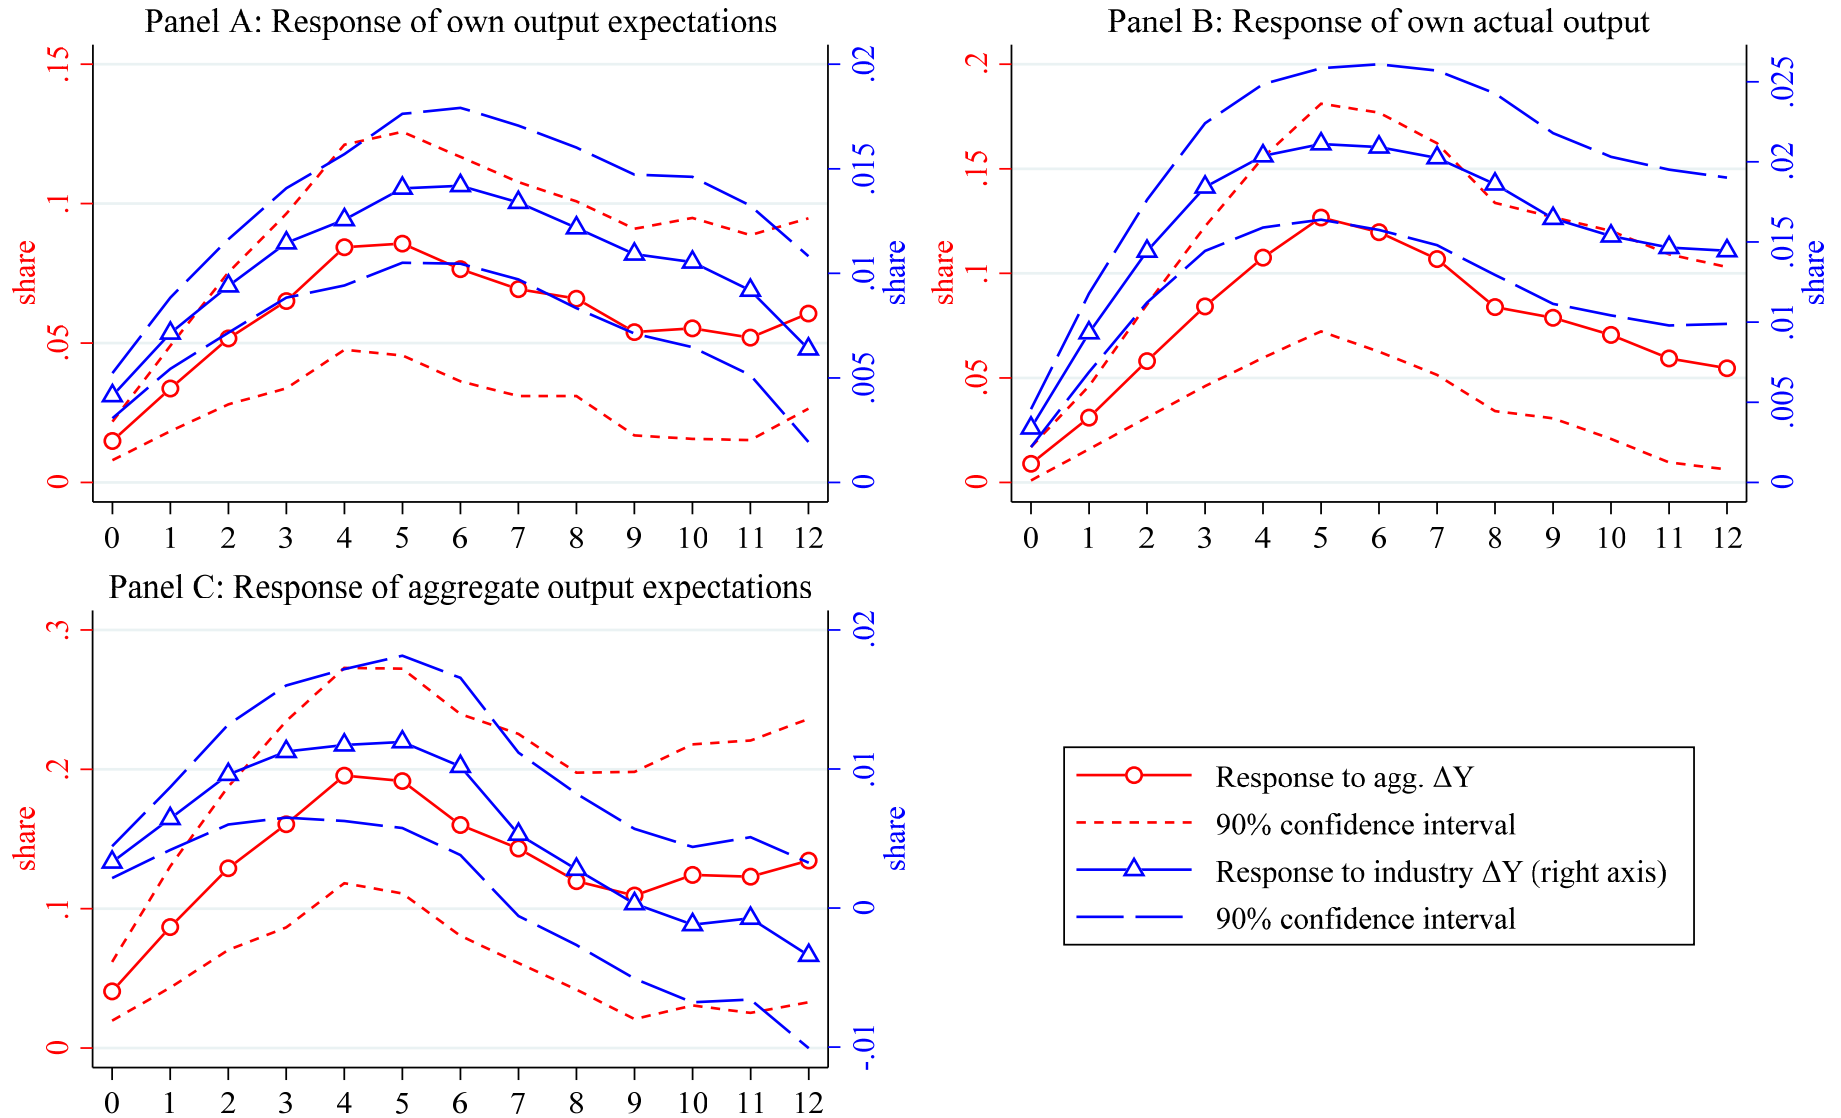 Panel A: Response of own output expectations
.15
.1
.05
0
share
.02
.015
.01
.005
0
share
0 1 2 3 4 5 6 7 8 9 10 11 12
Panel B: Response of own actual output
.2
.15
.1
.05
0
share
.025
.02
.015
.01
.005
0
share
0 1 2 3 4 5 6 7 8 9 10 11 12
Panel C: Response of aggregate output expectations
.3
.2
.1
0
share
.02
.01
0
-.01
share
0 1 2 3 4 5 6 7 8 9 10 11 12
Response to agg. ΔY
90% confidence interval
Response to industry ΔY (right axis)
90% confidence interval